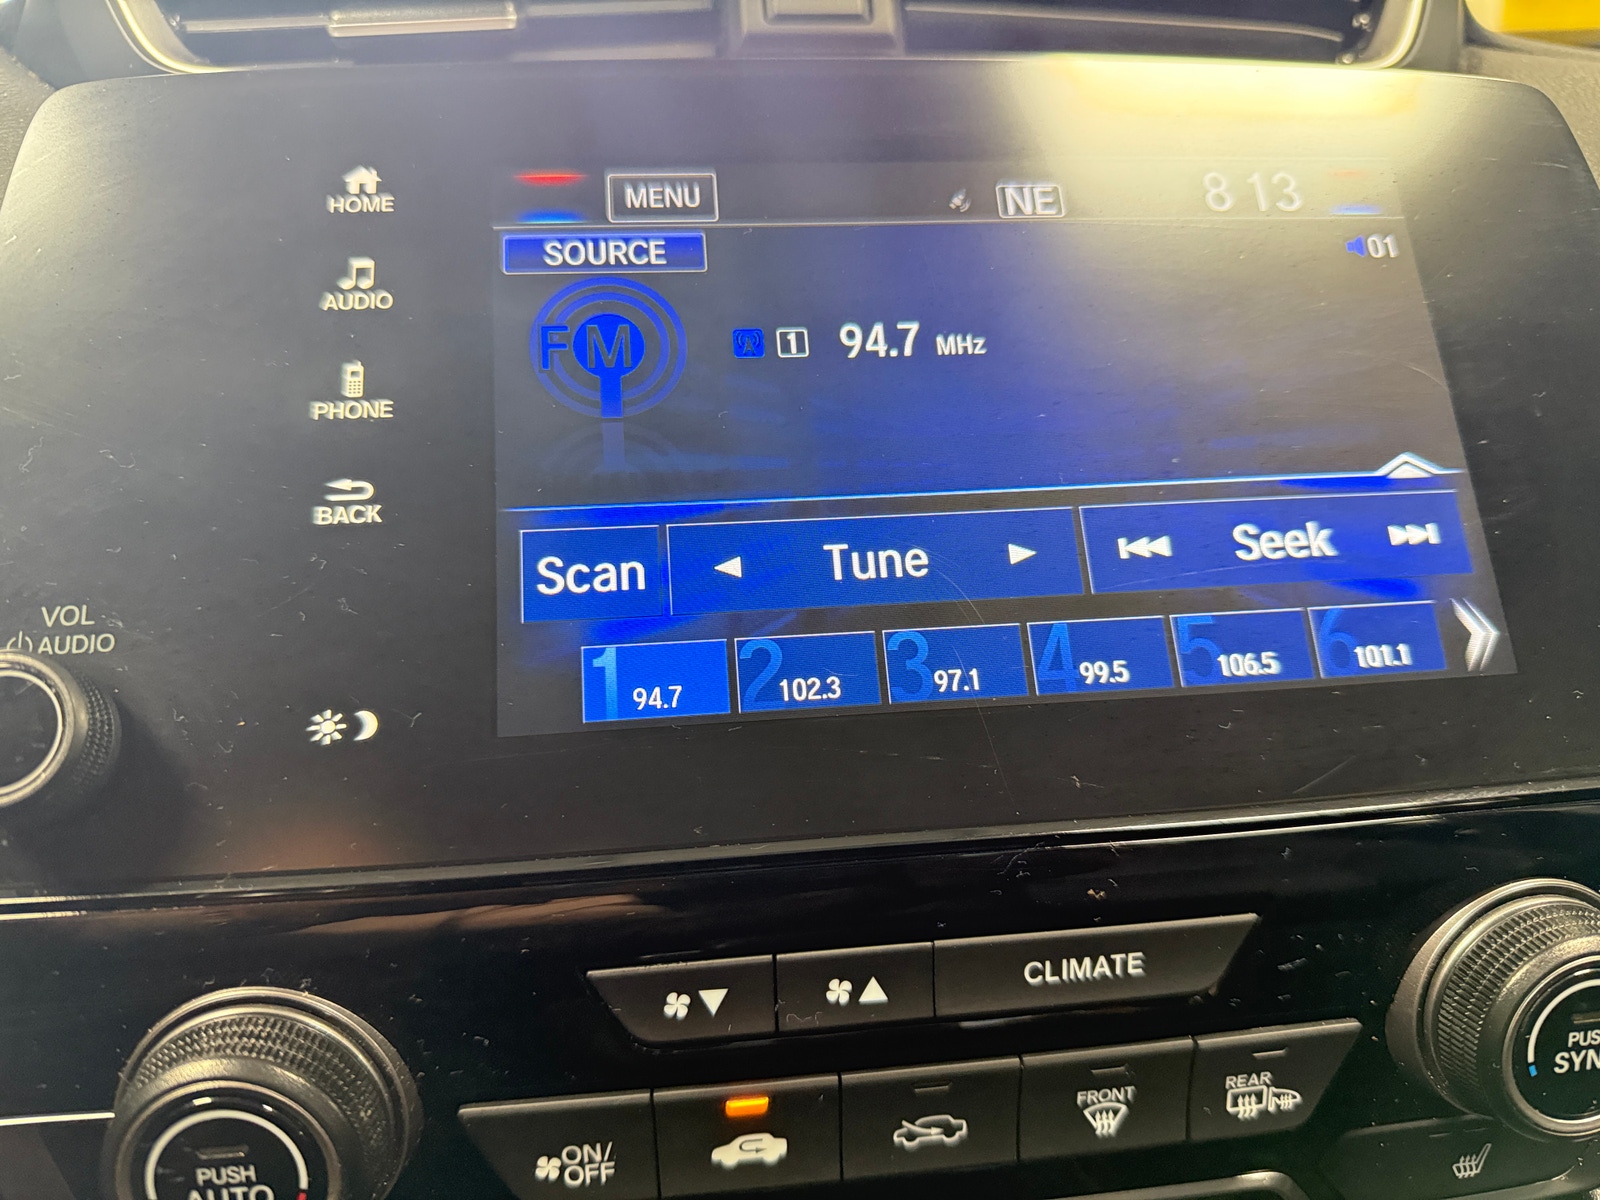 HOME
MENU
NE
8 13
SOURCE
01
FM
1 94.7 MHz
AUDIO
PHONE
BACK
Scan
Tune
Seek
VOL
AUDIO
1 94.7
2 102.3
3 97.1
4 99.5
5 106.5
6 101.1
CLIMATE
PUSH
AUTO
ON/
OFF
FRONT
REAR
PUS
SYN